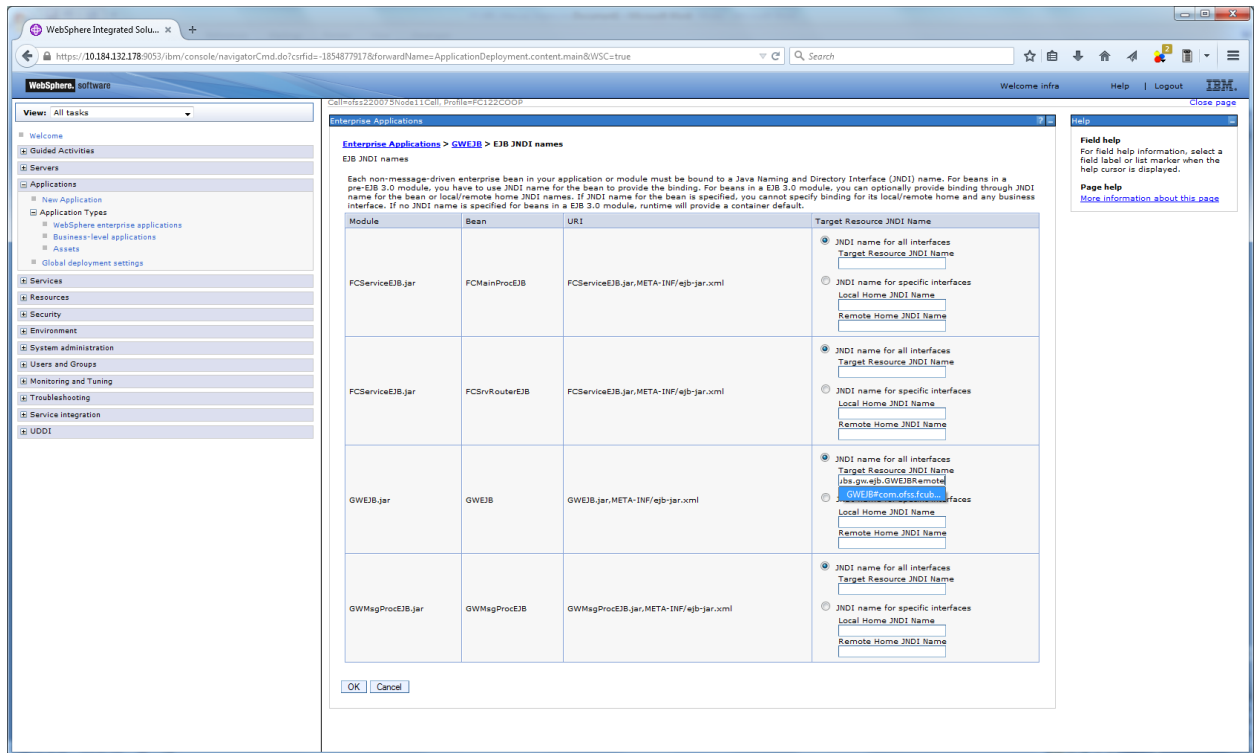 WebSphere Integrated Solu... ×
https://10.184.132.178:9053/ibm/console/navigatorCmd.do?csrfid=-1854877917&forwardName=ApplicationDeployment.content.main&WSC=true
Search
2
WebSphere. software
Welcome infra
Help | Logout
IBM.
View: All tasks
Welcome
Guided Activities
Servers
Applications
New Application
Application Types
WebSphere enterprise applications
Business-level applications
Assets
Global deployment settings
Services
Resources
Security
Environment
System administration
Users and Groups
Monitoring and Tuning
Troubleshooting
Service integration
UDDI
Cell=ofss220075Node11Cell, Profile=FC122COOP
Close page
Enterprise Applications
Enterprise Applications > GWEJB > EJB JNDI names
EJB JNDI names
Each non-message-driven enterprise bean in your application or module must be bound to a Java Naming and Directory Interface (JNDI) name. For beans in a
pre-EJB 3.0 module, you have to use JNDI name for the bean to provide the binding. For beans in a EJB 3.0 module, you can optionally provide binding through JNDI
name for the bean or local/remote home JNDI names. If JNDI name for the bean is specified, you cannot specify binding for its local/remote home and any business
interface. If no JNDI name is specified for beans in a EJB 3.0 module, runtime will provide a container default.
Module Bean URI Target Resource JNDI Name
JNDI name for all interfaces
Target Resource JNDI Name
FCServiceEJB.jar FCMainProcEJB FCServiceEJB.jar,META-INF/ejb-jar.xml
JNDI name for specific interfaces
Local Home JNDI Name
Remote Home JNDI Name
JNDI name for all interfaces
Target Resource JNDI Name
FCServiceEJB.jar FCSrvRouterEJB FCServiceEJB.jar,META-INF/ejb-jar.xml
JNDI name for specific interfaces
Local Home JNDI Name
Remote Home JNDI Name
JNDI name for all interfaces
Target Resource JNDI Name
ubs.gw.ejb.GWEJBRemote
GWEJB#com.ofss.fcub...
GWEJB.jar GWEJB GWEJB.jar,META-INF/ejb-jar.xml
Local Home JNDI Name
Remote Home JNDI Name
JNDI name for all interfaces
Target Resource JNDI Name
GWMsgProcEJB.jar GWMsgProcEJB GWMsgProcEJB.jar,META-INF/ejb-jar.xml
JNDI name for specific interfaces
Local Home JNDI Name
Remote Home JNDI Name
OK Cancel
Help
Field help
For field help information, select a
field label or list marker when the
help cursor is displayed.
Page help
More information about this page